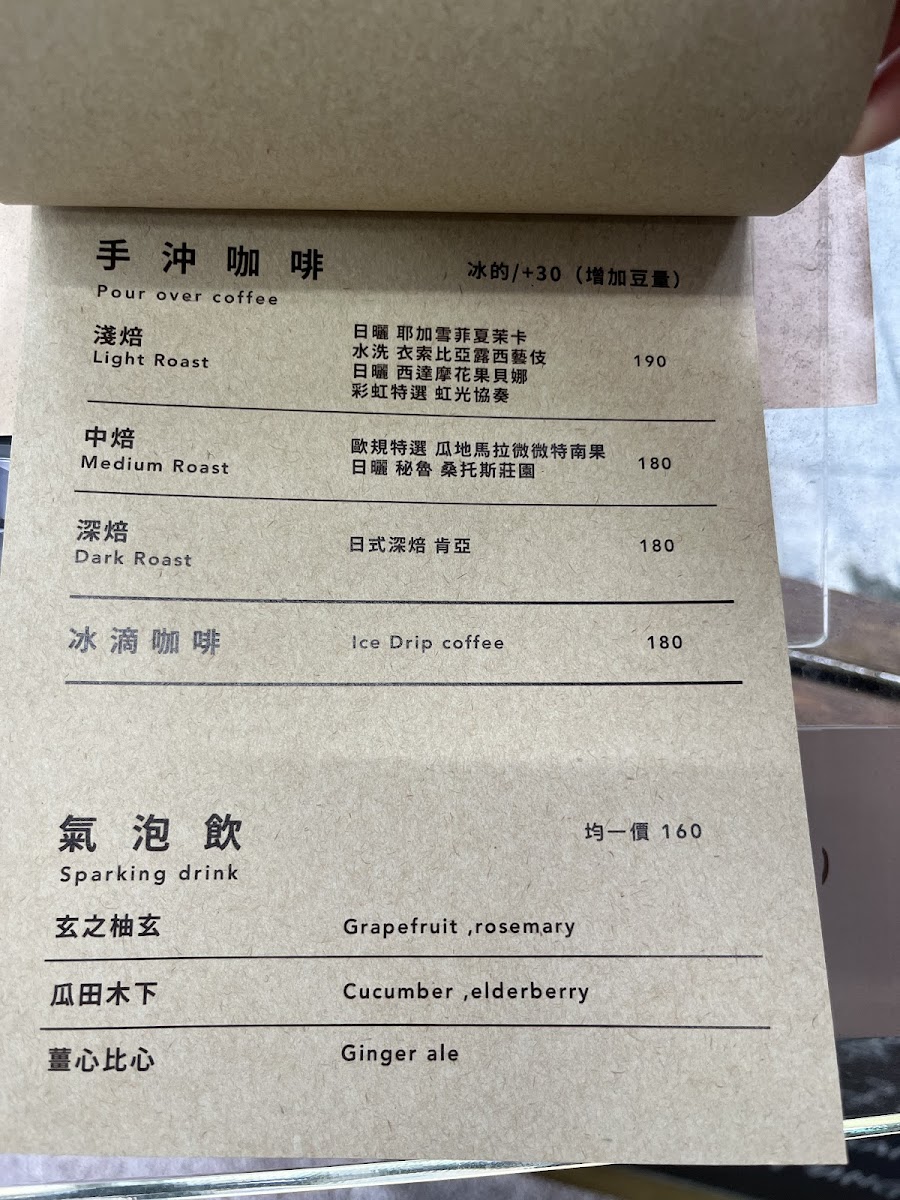 手沖咖啡 冰的/+30（增加豆量）
Pour over coffee
淺焙
Light Roast
日曬 耶加雪菲夏茉卡
水洗 衣索比亞露西藝伎
日曬 西達摩花果貝娜
彩虹特選 虹光協奏
190
中焙
Medium Roast
歐規特選 瓜地馬拉微微特南果
日曬 秘魯 桑托斯莊園
180
深焙
Dark Roast
日式深焙 肯亞 180
冰滴咖啡 Ice Drip coffee 180
氣泡飲 均一價 160
Sparking drink
玄之柚玄 Grapefruit ,rosemary
瓜田木下 Cucumber ,elderberry
薑心比心 Ginger ale